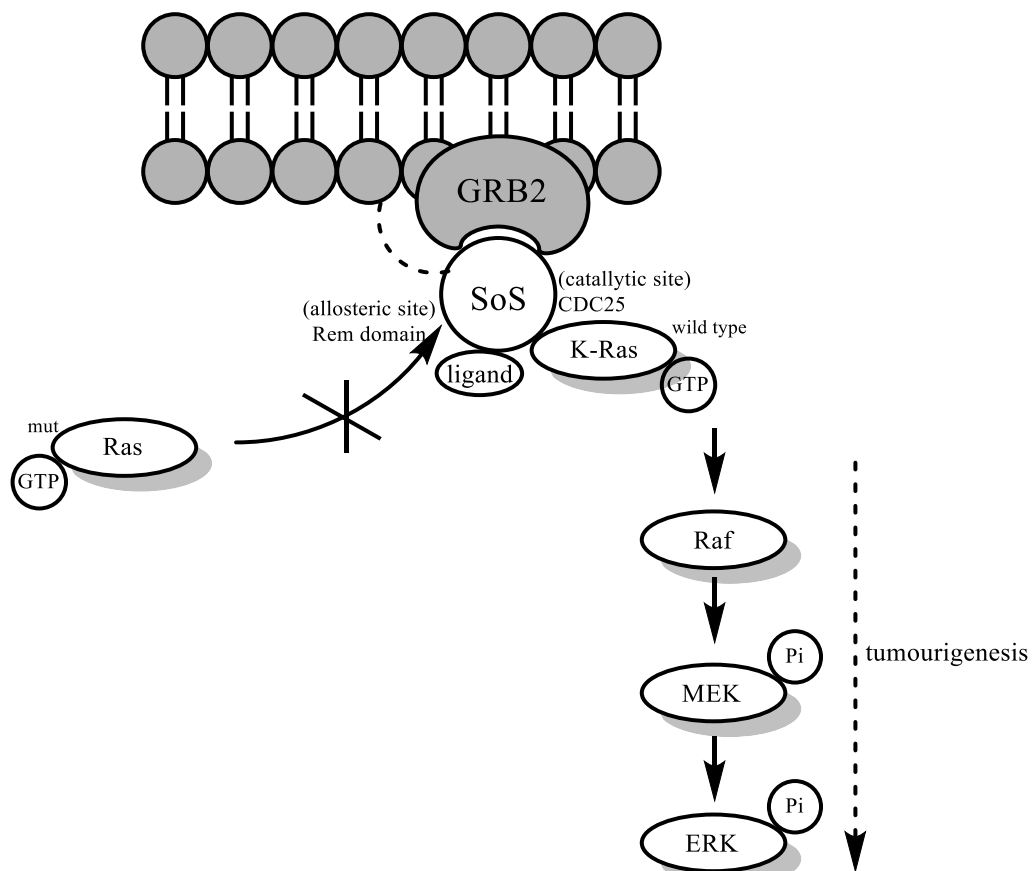 GRB2
(catallytic site)
CDC25
SoS
(allosteric site)
Rem domain
wild type
K-Ras
GTP
ligand
mut
Ras
GTP
Raf
Pi
tumourigenesis
MEK
Pi
ERK